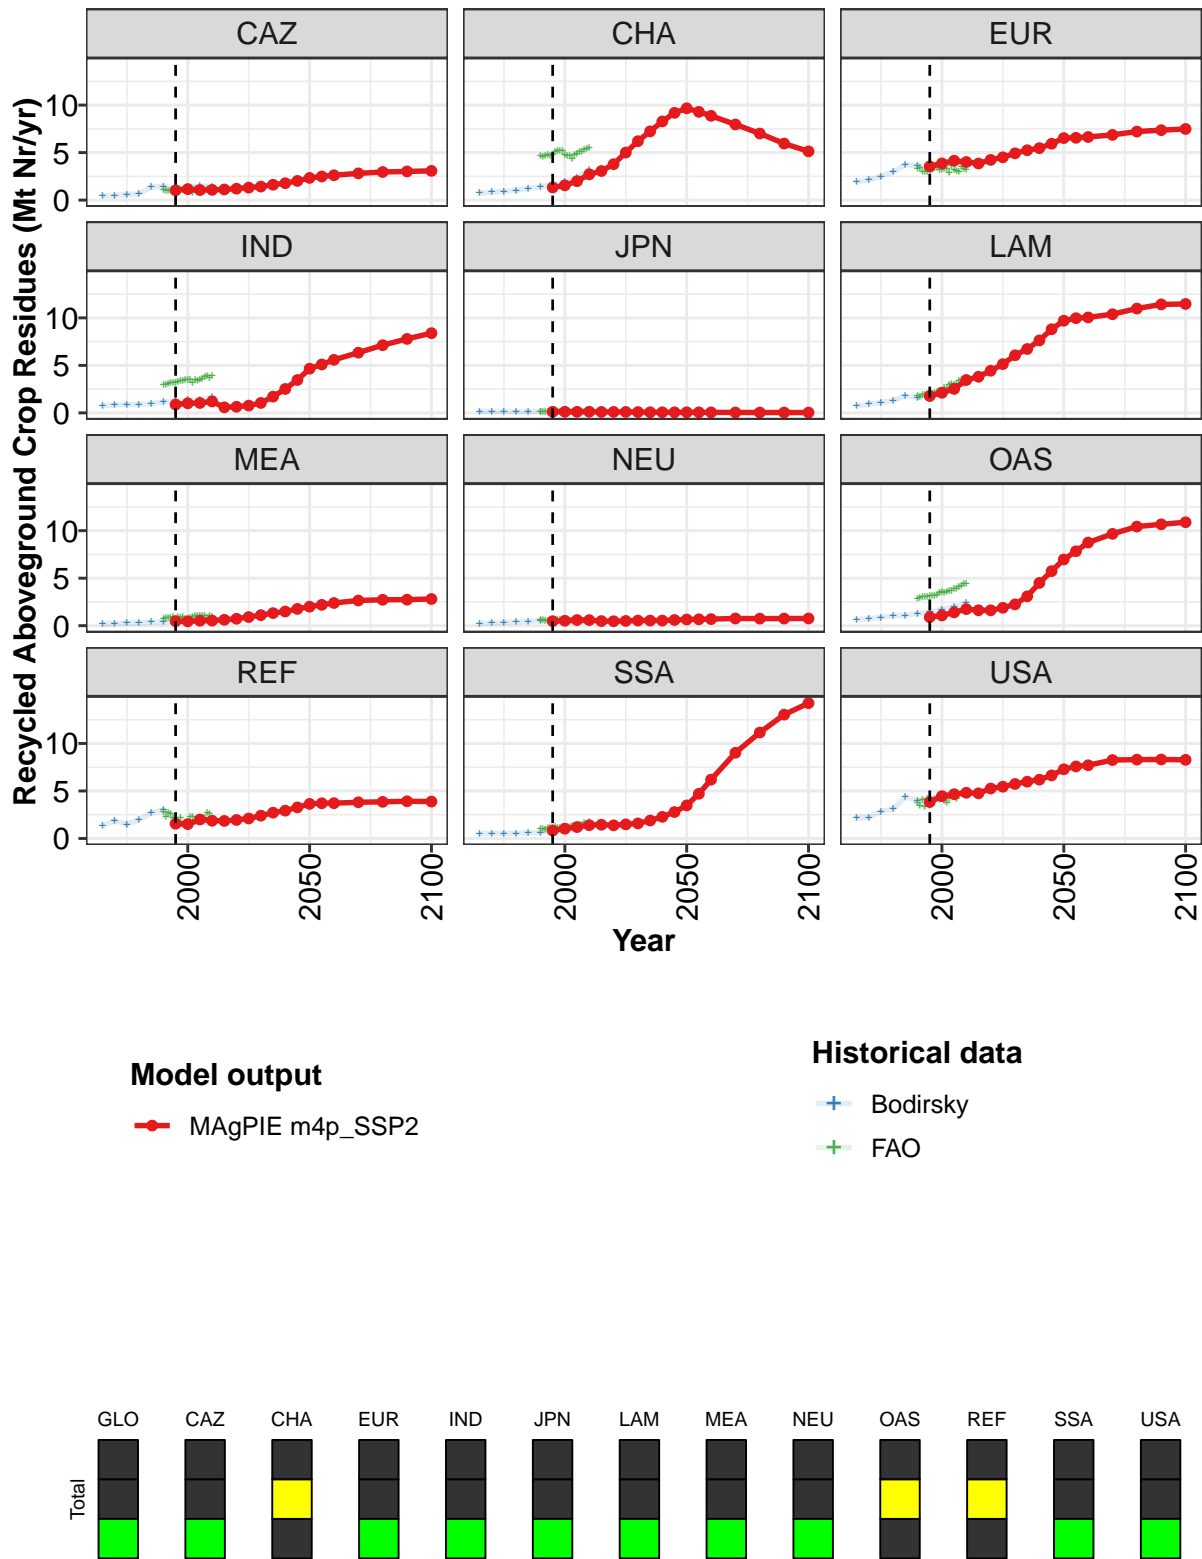 CAZ CHA EUR
10
5
0
IND JPN LAM
10
5
0
MEA NEU OAS
10
5
0
REF SSA USA
10
5
0
Recycled Aboveground Crop Residues (Mt Nr/yr)
2000 2050 2100 2000 2050 2100 2000 2050 2100
Year
Model output
MAgPIE m4p_SSP2
Historical data
Bodirsky
FAO
GLO CAZ CHA EUR IND JPN LAM MEA NEU OAS REF SSA USA
Total